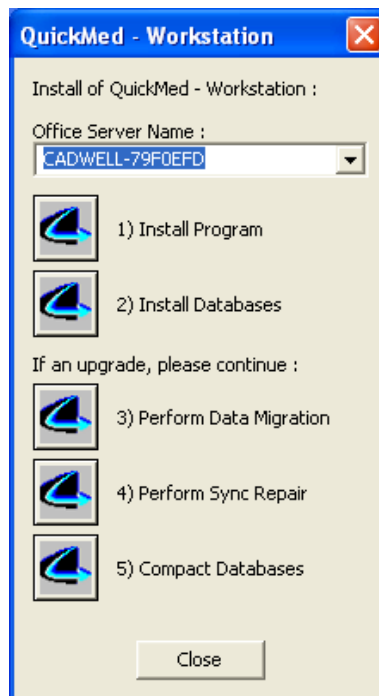 QuickMed - Workstation
Install of QuickMed - Workstation :
Office Server Name :
CADWELL-79F0EFD
1) Install Program
2) Install Databases
If an upgrade, please continue :
3) Perform Data Migration
4) Perform Sync Repair
5) Compact Databases
Close